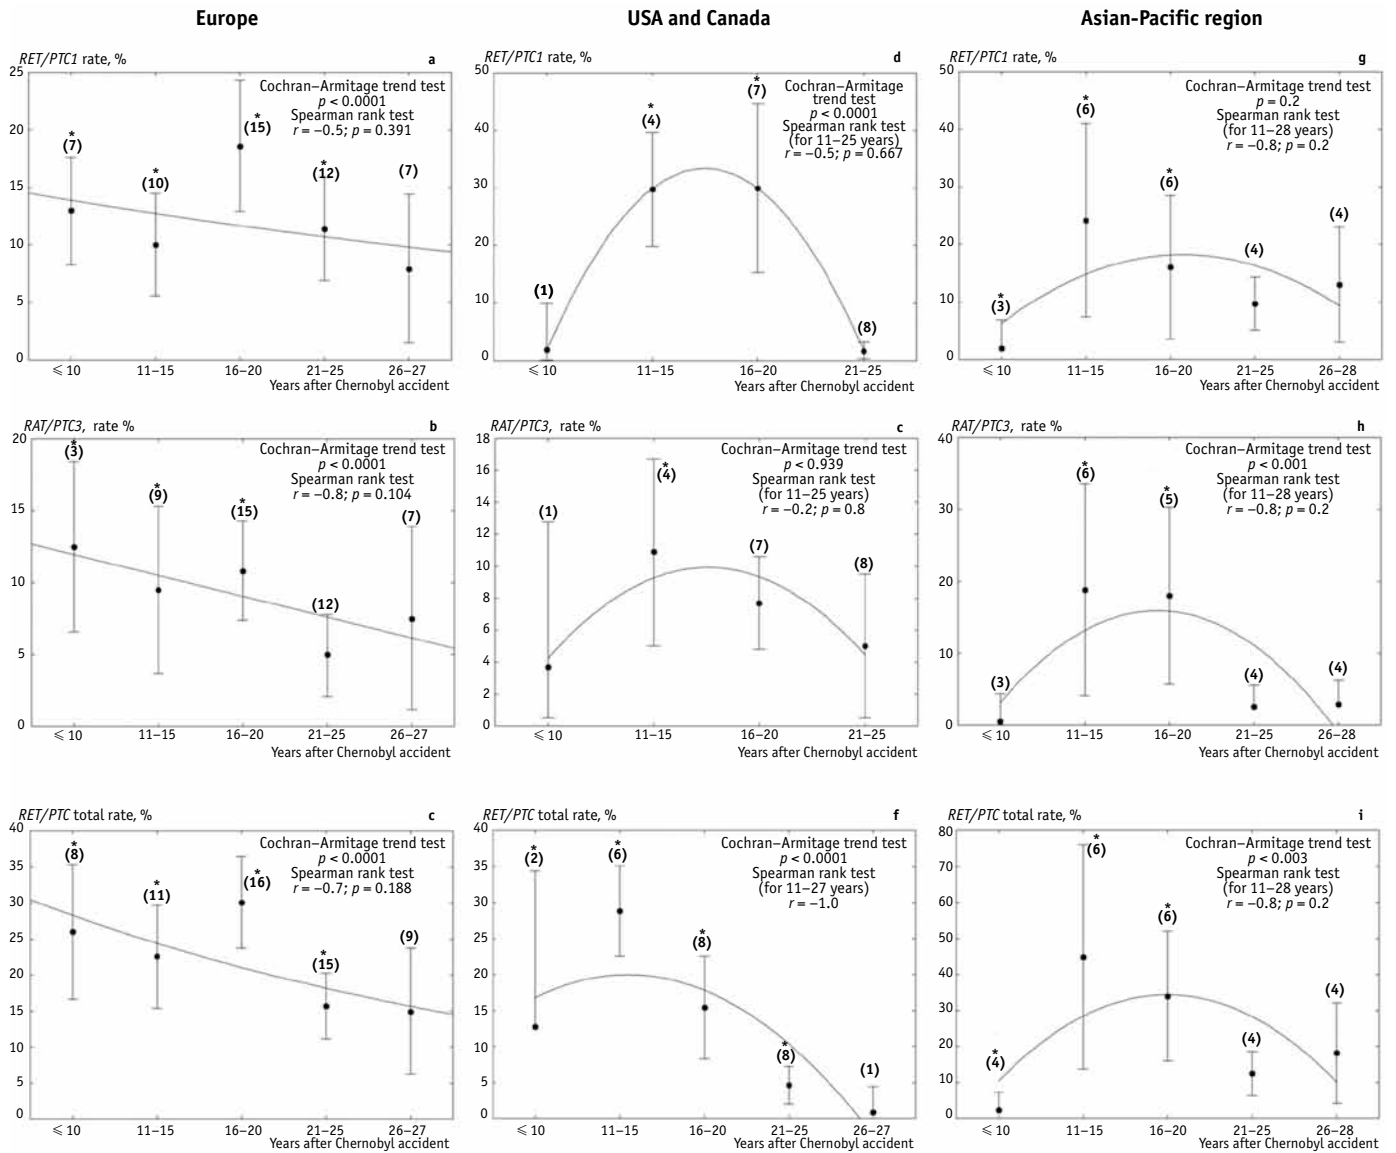 Europe
USA and Canada
Asian-Pacific region
RET/PTC1 rate, %
a
25
20
15
10
5
0
Cochran–Armitage trend test
p < 0.0001
Spearman rank test
r = –0.5; p = 0.391
*
(7)
*
(10)
*
(15)
*
(12)
(7)
⩽ 10
11–15
16–20
21–25
26–27
Years after Chernobyl accident
RET/PTC1 rate, %
d
50
40
30
20
10
0
Cochran–Armitage
trend test
p < 0.0001
Spearman rank test
(for 11–25 years)
r = –0.5; p = 0.667
(1)
*
(4)
*
(7)
(8)
⩽ 10
11–15
16–20
21–25
Years after Chernobyl accident
RET/PTC1 rate, %
g
50
40
30
20
10
0
Cochran–Armitage trend test
p = 0.2
Spearman rank test
(for 11–28 years)
r = –0.8; p = 0.2
*
(3)
*
(6)
*
(6)
(4)
(4)
⩽ 10
11–15
16–20
21–25
26–28
Years after Chernobyl accident
RAT/PTC3, rate %
b
20
15
10
5
0
Cochran–Armitage trend test
p < 0.0001
Spearman rank test
r = –0.8; p = 0.104
*
(3)
*
(9)
*
(15)
(12)
(7)
⩽ 10
11–15
16–20
21–25
26–27
Years after Chernobyl accident
RAT/PTC3, rate %
c
18
16
14
12
10
8
6
4
2
0
Cochran–Armitage trend test
p < 0.939
Spearman rank test
(for 11–25 years)
r = –0.2; p = 0.8
(1)
*
(4)
(7)
(8)
⩽ 10
11–15
16–20
21–25
Years after Chernobyl accident
RAT/PTC3, rate %
h
40
30
20
10
0
Cochran–Armitage trend test
p < 0.001
Spearman rank test
(for 11–28 years)
r = –0.8; p = 0.2
(3)
*
(6)
*
(5)
(4)
(4)
⩽ 10
11–15
16–20
21–25
26–28
Years after Chernobyl accident
RET/PTC total rate, %
c
40
35
30
25
20
15
10
5
0
Cochran–Armitage trend test
p < 0.0001
Spearman rank test
r = –0.7; p = 0.188
*
(8)
*
(11)
*
(16)
*
(15)
(9)
⩽ 10
11–15
16–20
21–25
26–27
Years after Chernobyl accident
RET/PTC total rate, %
f
40
35
30
25
20
15
10
5
0
Cochran–Armitage trend test
p < 0.0001
Spearman rank test
(for 11–27 years)
r = –1.0
*
(2)
*
(6)
*
(8)
*
(8)
(1)
⩽ 10
11–15
16–20
21–25
26–27
Years after Chernobyl accident
RET/PTC total rate, %
i
80
70
60
50
40
30
20
10
0
Cochran–Armitage trend test
p < 0.003
Spearman rank test
(for 11–28 years)
r = –0.8; p = 0.2
*
(4)
*
(6)
*
(6)
(4)
(4)
⩽ 10
11–15
16–20
21–25
26–28
Years after Chernobyl accident